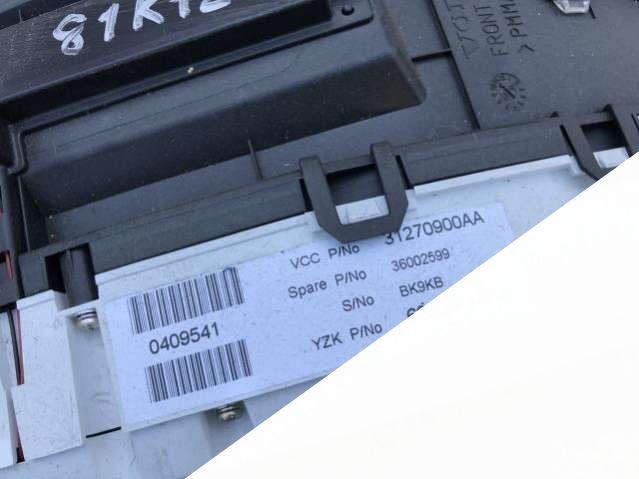 81K12
FRONT
VCC P/No 31270900AA
Spare P/No 36002599
S/No BK9KB
0409541
YZK P/No